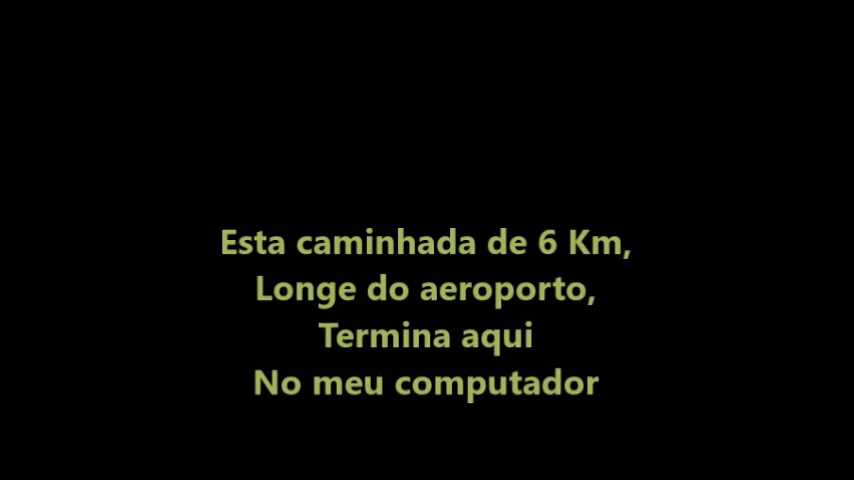 Esta caminhada de 6 Km,
Longe do aeroporto,
Termina aqui
No meu computador